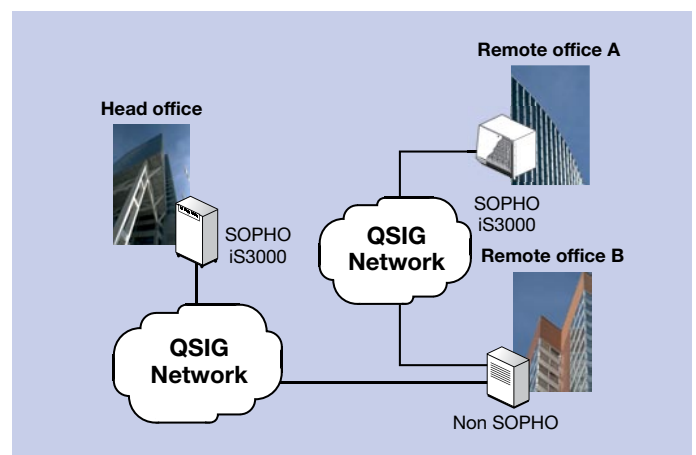 Remote office A
Head office
SOPHO
iS3000
SOPHO
iS3000
QSIG
Network
Remote office B
QSIG
Network
Non SOPHO